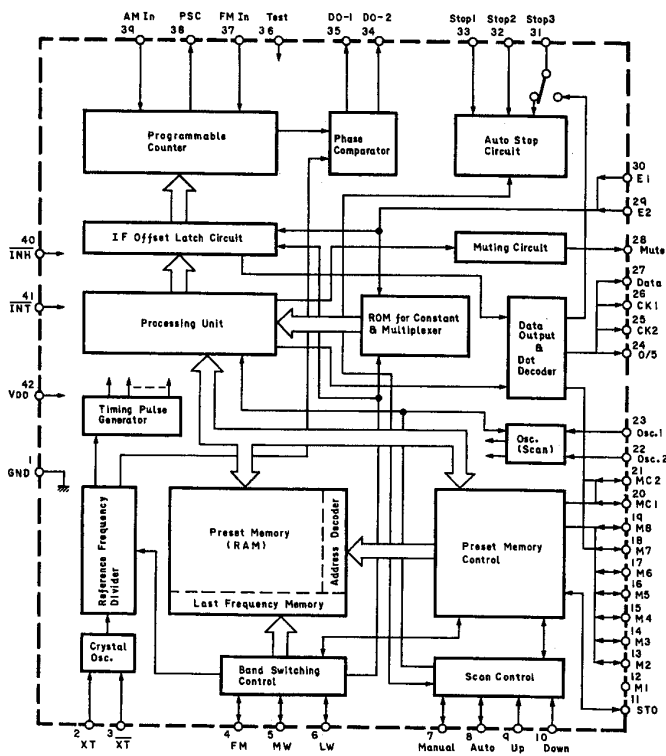 AM In PSC FM In Test DO-1 DO-2 Stop1 Stop2 Stop3
39 38 37 36 35 34 33 32 31
Programmable
Counter
Phase
Comparator
Auto Stop
Circuit
30
E1
29
E2
IF Offset Latch Circuit
Muting Circuit
28
Mute
40
INH
41
INT
Processing Unit
ROM for Constant
& Multiplexer
Data
Output
&
Dot
Decoder
27
Data
26
CK1
25
CK2
24
0/5
42
VDD
Timing Pulse
Generator
Osc.
(Scan)
23
Osc.1
22
Osc.2
1
GND
Reference Frequency
Divider
Preset Memory
(RAM)
Address Decoder
Last Frequency Memory
Preset Memory
Control
21
MC2
20
MC1
19
M8
18
M7
17
M6
16
M5
15
M4
14
M3
13
M2
12
M1
11
STO
Crystal
Osc.
Band Switching
Control
Scan Control
2 3 4 5 6 7 8 9 10
XT XT FM MW LW Manual Auto Up Down